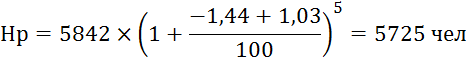 Нр = 5842 × (1 + (−1,44 + 1,03)/100)^5 = 5725 чел